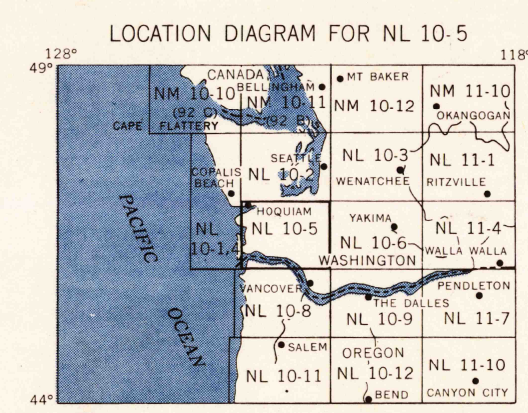 LOCATION DIAGRAM FOR NL 10-5
128°
118°
49°
CANADA
BELLINGHAM
MT BAKER
NM 10-10
NM 10-11
NM 10-12
NM 11-10
(92 C)
(92 B)
OKANGOGAN
CAPE FLATTERY
SEATTLE
NL 10-3
NL 11-1
COPALIS
BEACH
NL 10-2
WENATCHEE
RITZVILLE
HOQUIAM
YAKIMA
NL
10-1,4
NL 10-5
NL 10-6
NL 11-4
WALLA WALLA
WASHINGTON
PACIFIC
OCEAN
VANCOUVER
PENDLETON
NL 10-8
THE DALLES
NL 10-9
NL 11-7
SALEM
OREGON
NL 10-11
NL 10-12
NL 11-10
BEND
CANYON CITY
44°